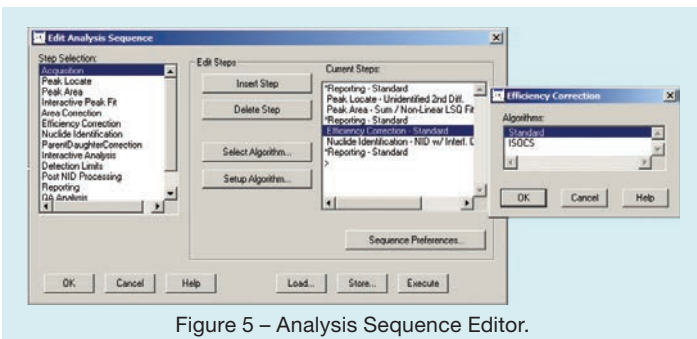 Edit Analysis Sequence
Step Selection:
Acquisition
Peak Locate
Peak Area
Interactive Peak Fit
Area Correction
Efficiency Correction
Nuclide Identification
ParentDaughterCorrection
Interactive Analysis
Detection Limits
Post NID Processing
Reporting
QA Analysis
Edit Steps
Insert Step
Delete Step
Select Algorithm...
Setup Algorithm...
Current Steps:
*Reporting - Standard
Peak Locate - Unidentified 2nd Diff.
Peak Area - Sum / Non-Linear LSQ Fit
*Reporting - Standard
Efficiency Correction - Standard
Nuclide Identification - NID w/ Interf. C
*Reporting - Standard
>
Sequence Preferences...
OK
Cancel
Help
Load...
Store...
Execute
Efficiency Correction
Algorithms:
Standard
ISOCS
OK
Cancel
Help
Figure 5 – Analysis Sequence Editor.